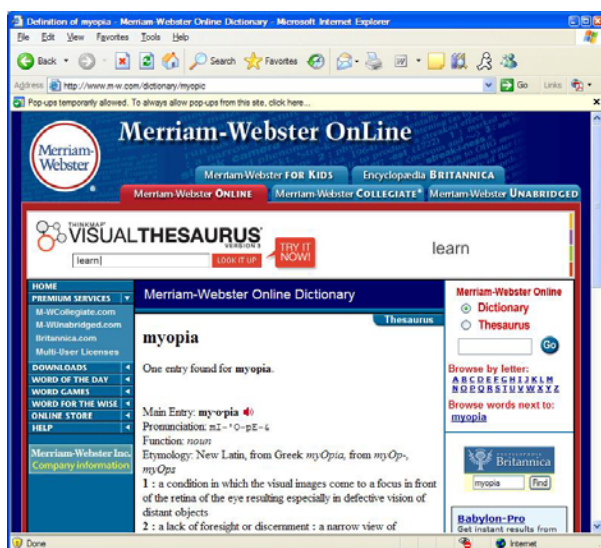 Definition of myopia - Merriam-Webster Online Dictionary - Microsoft Internet Explorer
File Edit View Favorites Tools Help
Back Search Favorites
Address http://www.m-w.com/dictionary/myopic Go Links
Pop-ups temporarily allowed. To always allow pop-ups from this site, click here...
Merriam-Webster
Merriam-Webster OnLine
Merriam-Webster FOR KIDS Encyclopædia BRITANNICA
Merriam-Webster ONLINE Merriam-Webster COLLEGIATE® Merriam-Webster UNABRIDGED
THINKMAP®
VISUALTHESAURUS
VERSION 3
learn LOOK IT UP
TRY IT NOW!
learn
HOME
PREMIUM SERVICES
M-WCollegiate.com
M-WUnabridged.com
Britannica.com
Multi-User Licenses
DOWNLOADS
WORD OF THE DAY
WORD GAMES
WORD FOR THE WISE
ONLINE STORE
HELP
Merriam-Webster Inc.
Company information
Merriam-Webster Online Dictionary
Thesaurus
myopia
One entry found for myopia.
Main Entry: my·o·pia
Pronunciation: mI-'O-pE-&
Function: noun
Etymology: New Latin, from Greek myOpia, from myOp-,
myOps
1 : a condition in which the visual images come to a focus in front
of the retina of the eye resulting especially in defective vision of
distant objects
2 : a lack of foresight or discernment : a narrow view of
Merriam-Webster Online
Dictionary
Thesaurus
Go
Browse by letter:
A B C D E F G H I J K L M
N O P Q R S T U V W X Y Z
Browse words next to:
myopia
Britannica
myopia Find
Babylon-Pro
Get instant results from
Done Internet